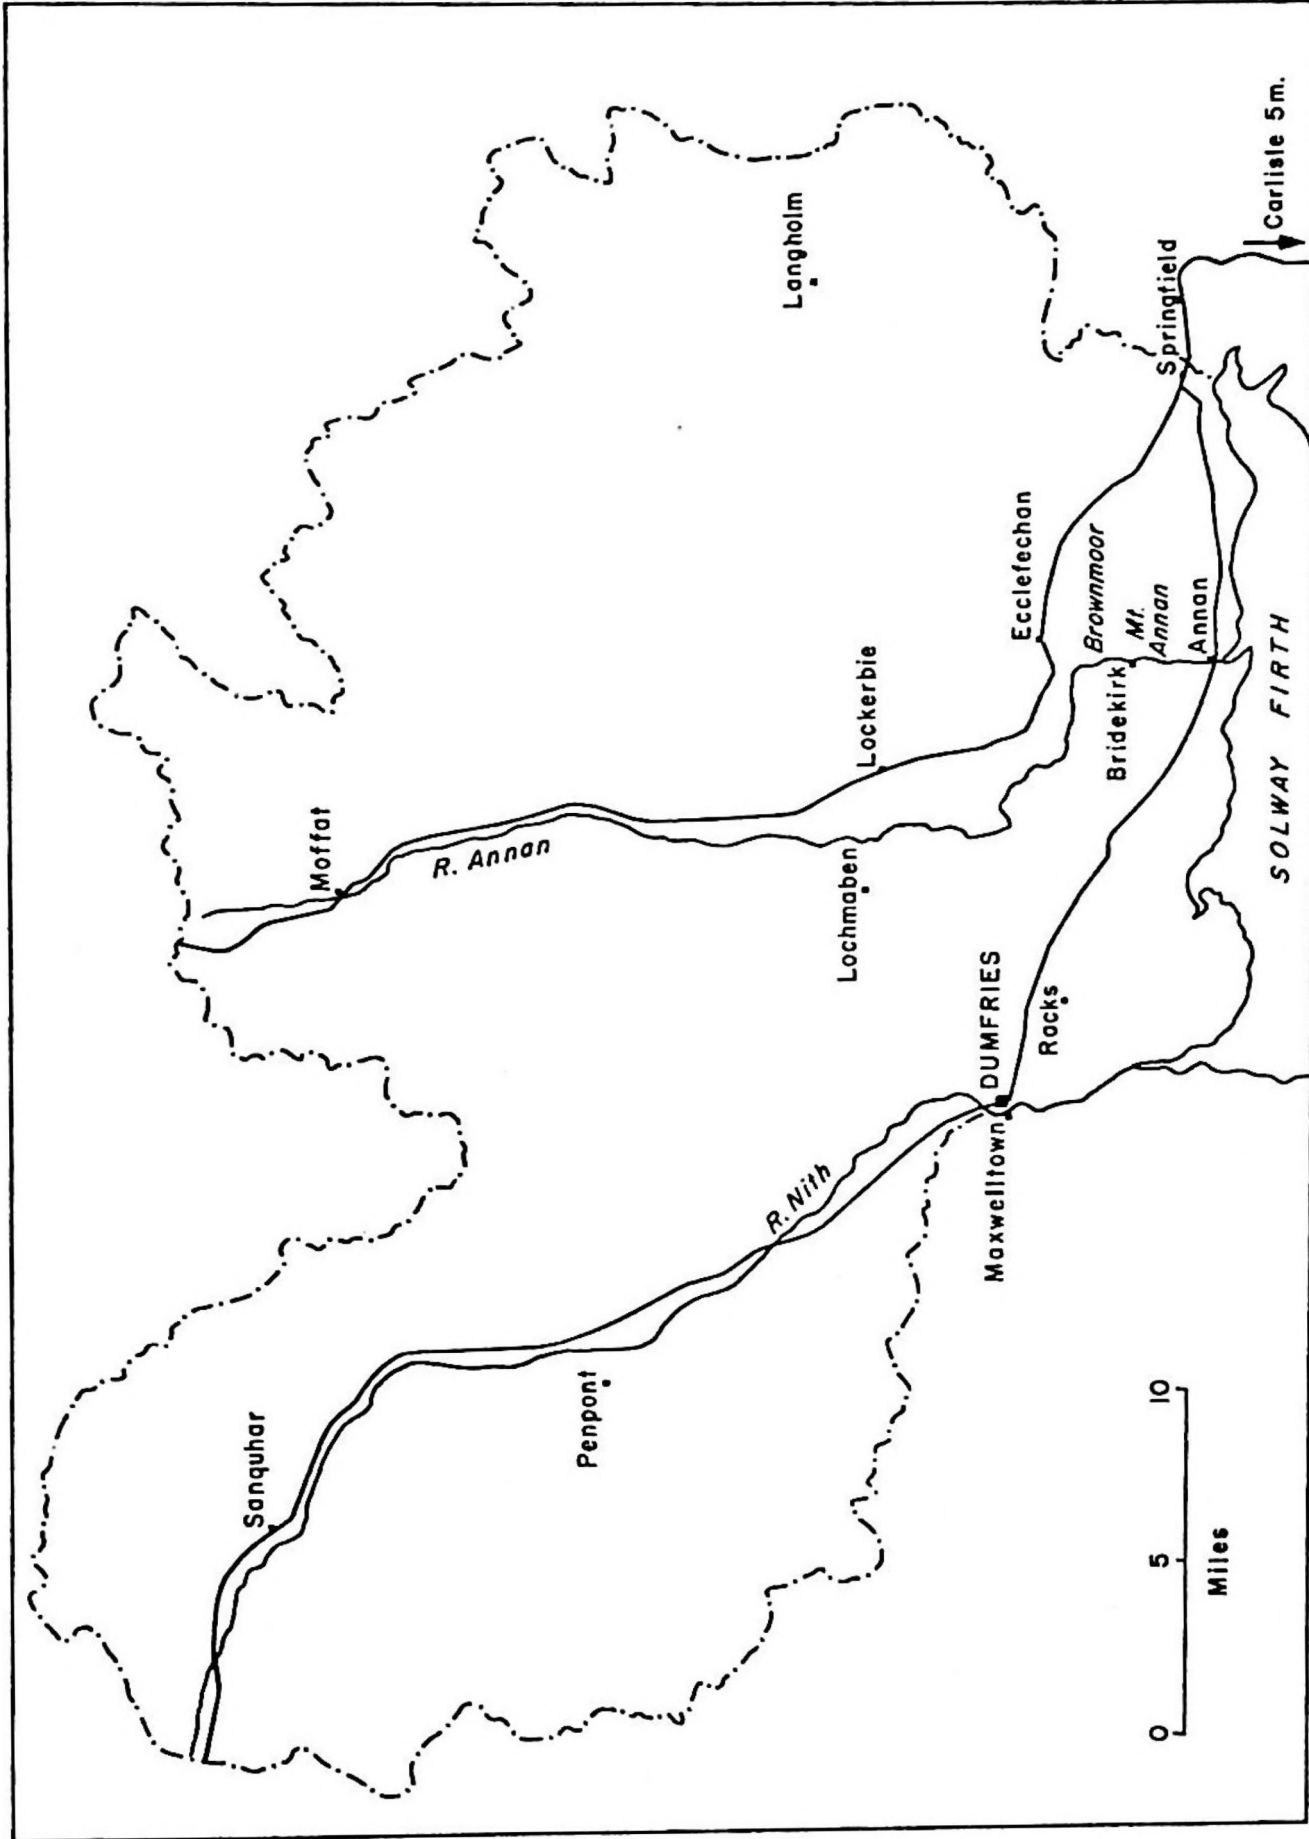 Sanquhar
Moffat
R. Annan
Penpont
R. Nith
Langholm
Lockerbie
Lochmaben
Ecclefechan
Maxwelltown
DUMFRIES
Racks
Brownmoor
Bridekirk
Mt.
Annan
Annan
Springfield
SOLWAY FIRTH
Carlisle 5m.
0 5 10
Miles